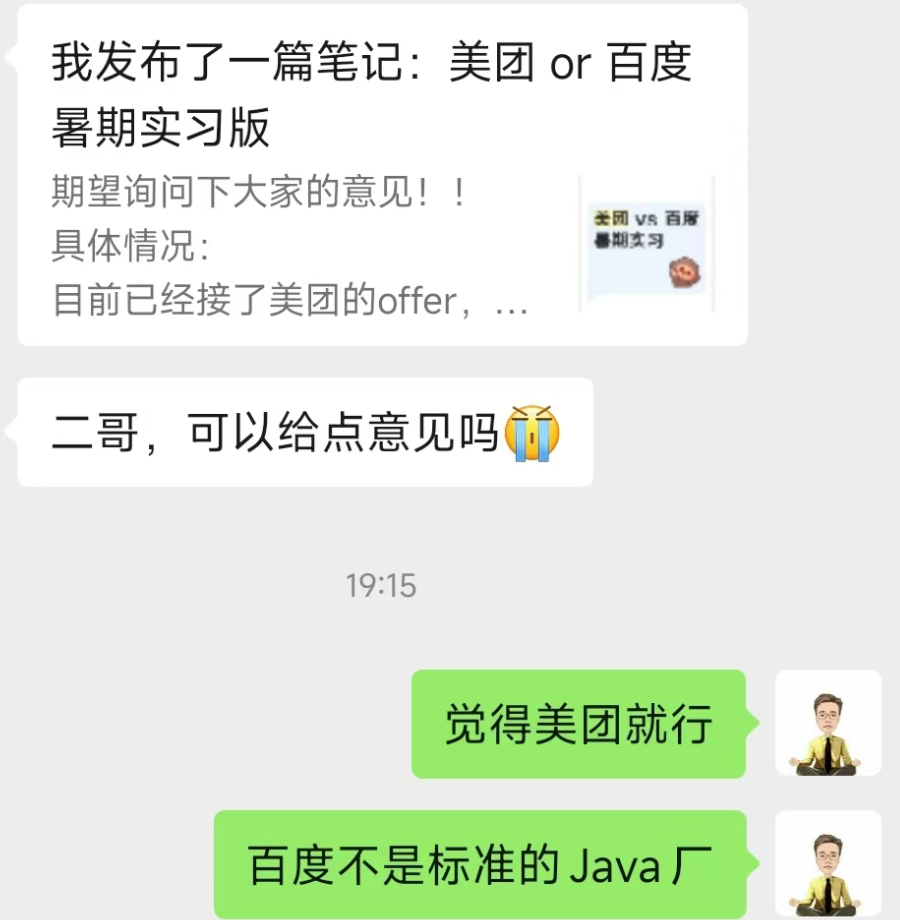 我发布了一篇笔记：美团 or 百度
暑期实习版
期望询问下大家的意见！！
具体情况：
目前已经接了美团的offer，...
美团 vs 百度
暑期实习
二哥，可以给点意见吗
19:15
觉得美团就行
百度不是标准的Java厂